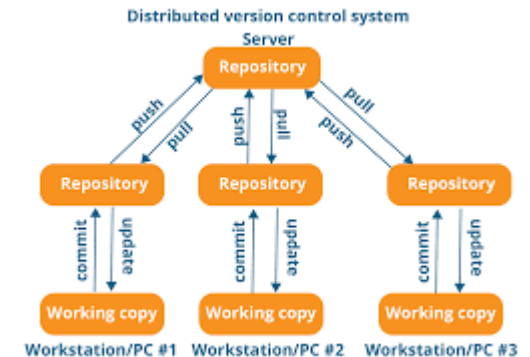 Distributed version control system
Server
Repository
push
pull
push
pull
push
pull
Repository
Repository
Repository
commit
update
commit
update
commit
update
Working copy
Working copy
Working copy
Workstation/PC #1
Workstation/PC #2
Workstation/PC #3